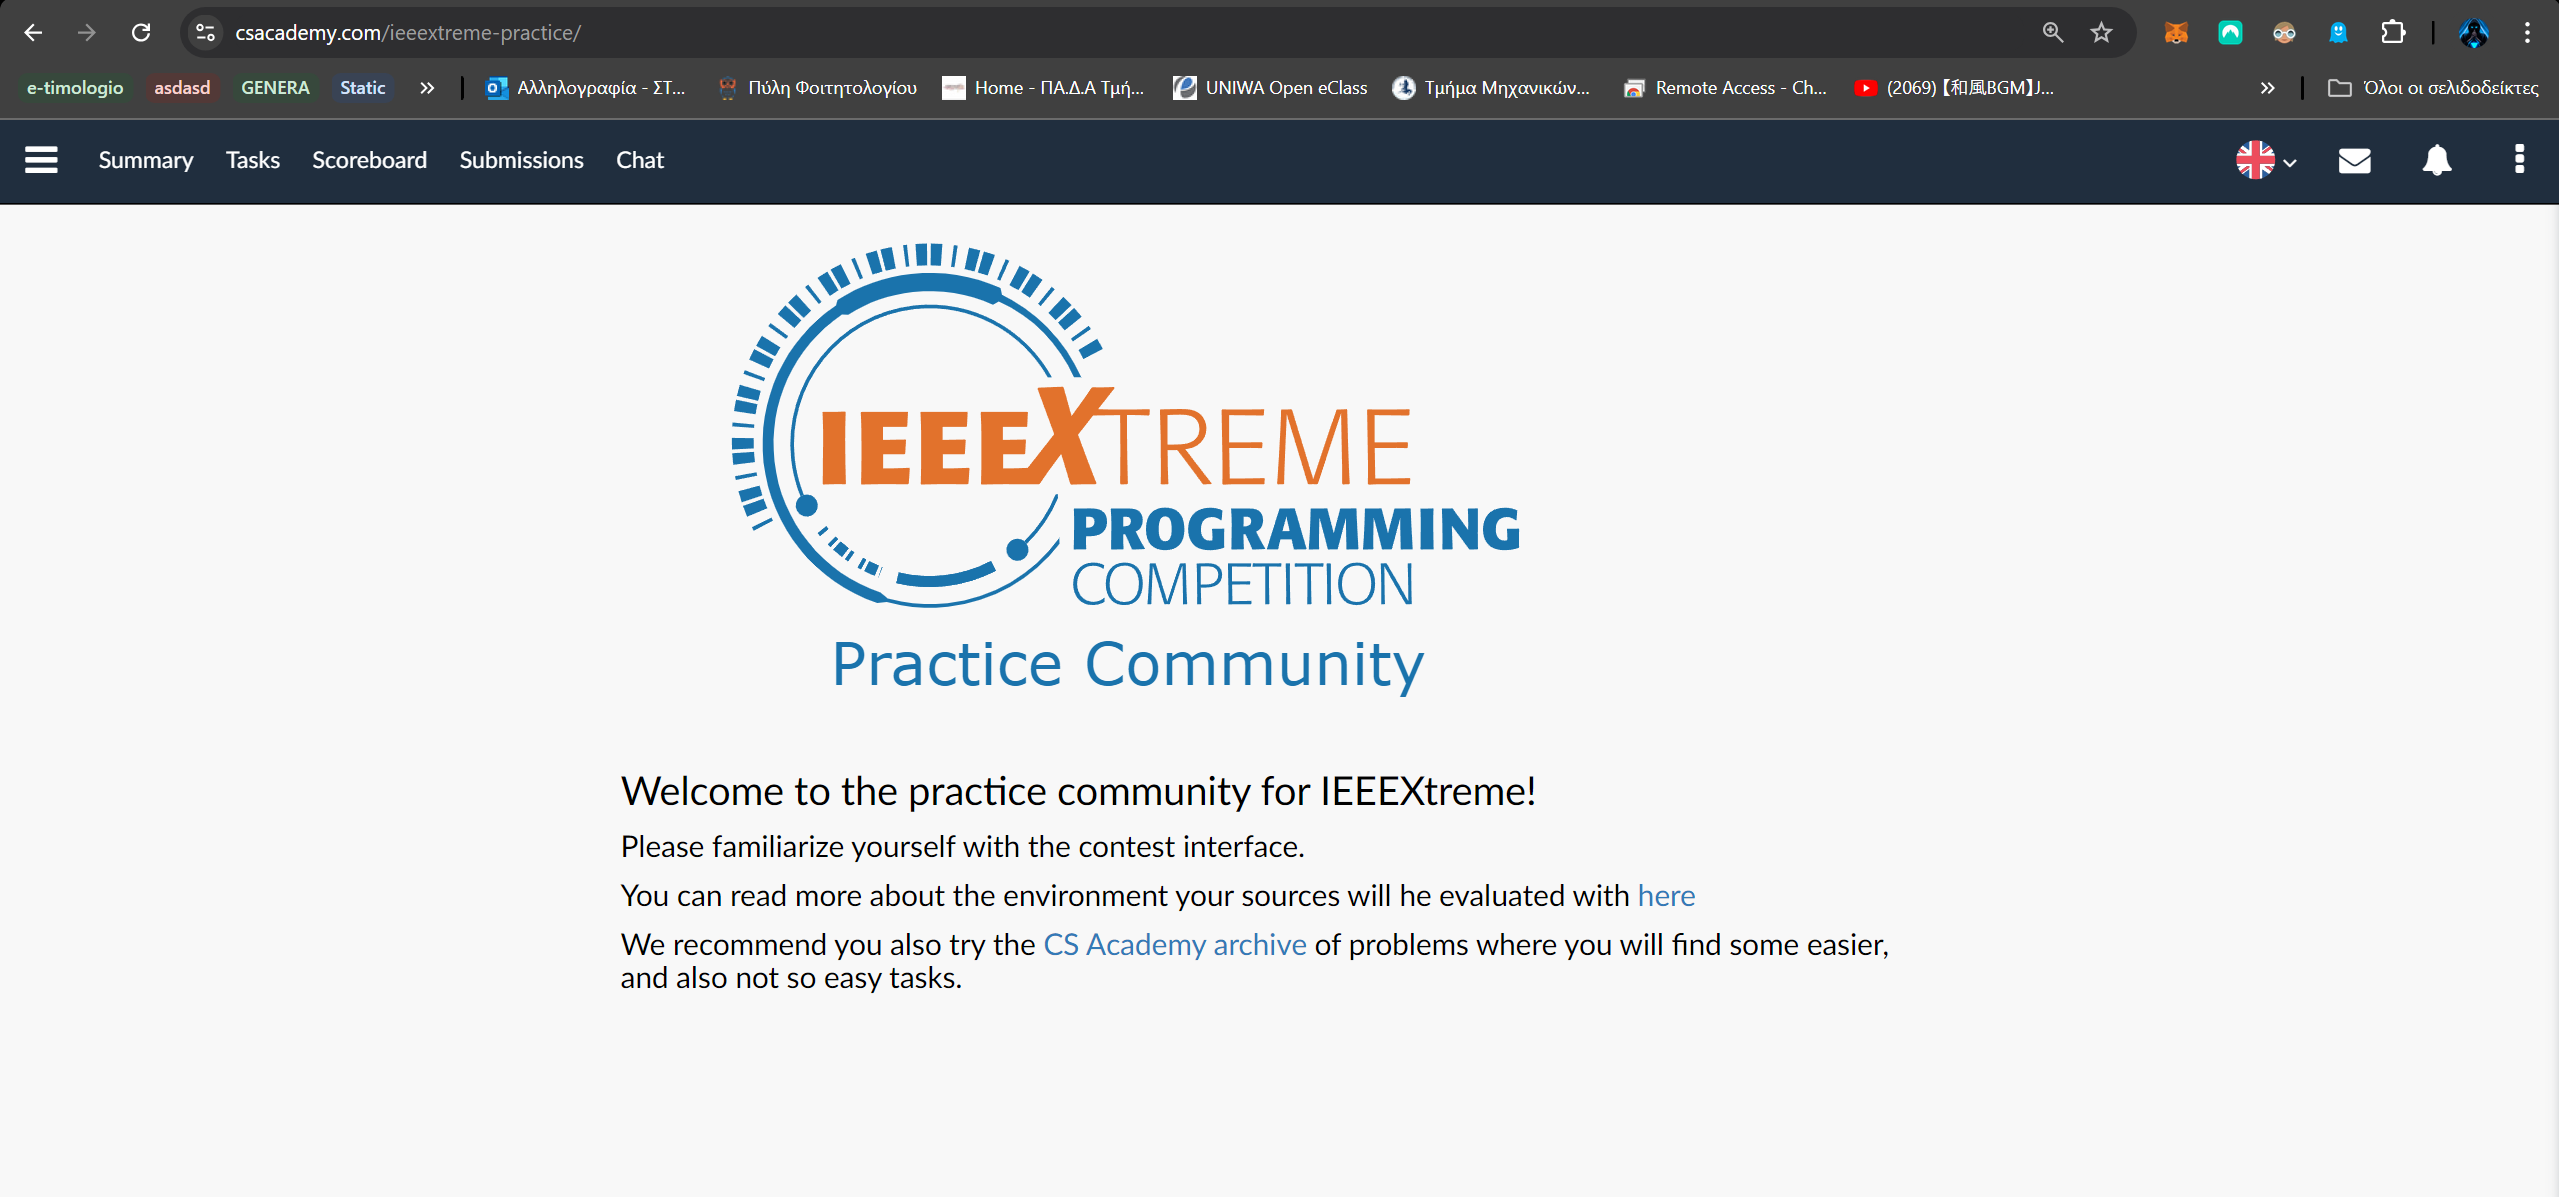 csacademy.com/ieeextreme-practice/
e-timologio asdasd GENERA Static » Αλληλογραφία - ΣΤ... Πύλη Φοιτητολογίου Home - ΠΑ.Δ.Α Τμή... UNIWA Open eClass Τμήμα Μηχανικών... Remote Access - Ch... (2069)【和風BGM】J... » Όλοι οι σελιδοδείκτες
Summary Tasks Scoreboard Submissions Chat
IEEEXTREME
PROGRAMMING
COMPETITION
Practice Community
Welcome to the practice community for IEEEXtreme!
Please familiarize yourself with the contest interface.
You can read more about the environment your sources will he evaluated with here
We recommend you also try the CS Academy archive of problems where you will find some easier,
and also not so easy tasks.